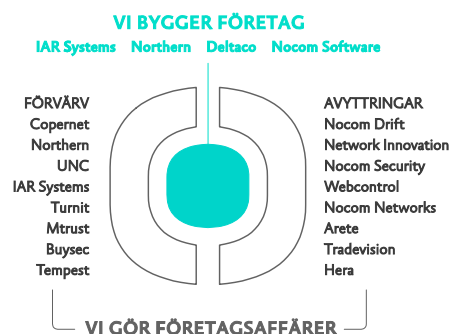 VI BYGGER FÖRETAG
IAR Systems Northern Deltaco Nocom Software
FÖRVÄRV
Copernet
Northern
UNC
IAR Systems
Turnit
Mtrust
Buysec
Tempest
AVYTTRINGAR
Nocom Drift
Network Innovation
Nocom Security
Webcontrol
Nocom Networks
Arete
Tradevision
Hera
VI GÖR FÖRETAGSAFFÄRER